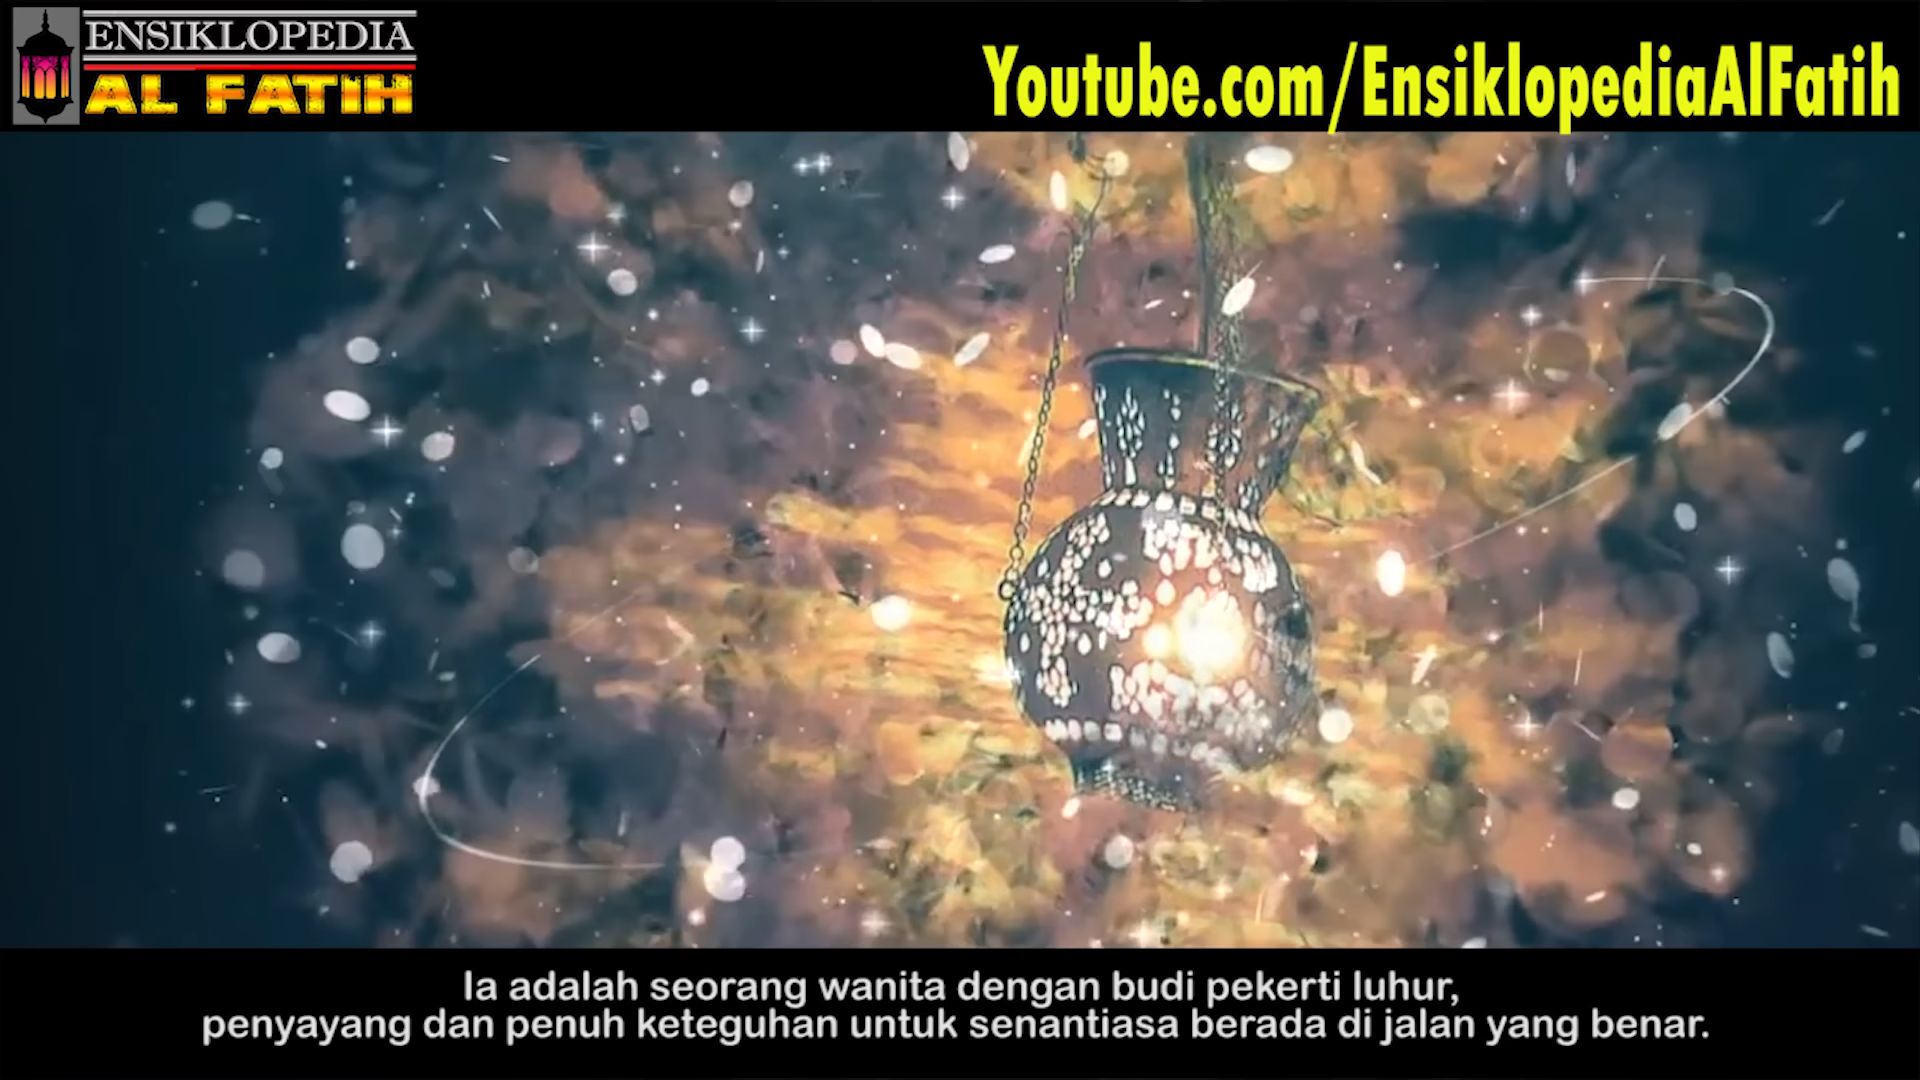 ENSIKLOPEDIA
AL FATIH
Youtube.com/EnsiklopediaAlFatih
Ia adalah seorang wanita dengan budi pekerti luhur,
penyayang dan penuh keteguhan untuk senantiasa berada di jalan yang benar.